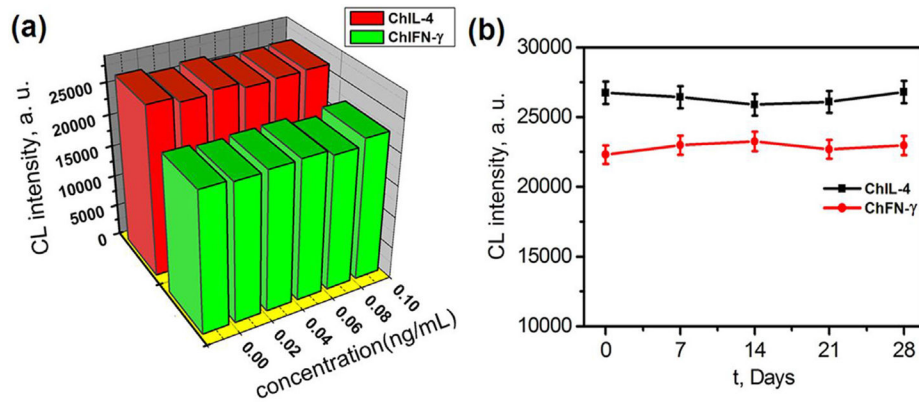 (a)
ChIL-4
ChIFN-γ
CL intensity, a. u.
25000
20000
15000
10000
5000
0
0.00
0.02
0.04
0.06
0.08
0.10
concentration(ng/mL)
(b)
30000
25000
20000
15000
10000
CL intensity, a. u.
ChIL-4
ChFN-γ
0 7 14 21 28
t, Days